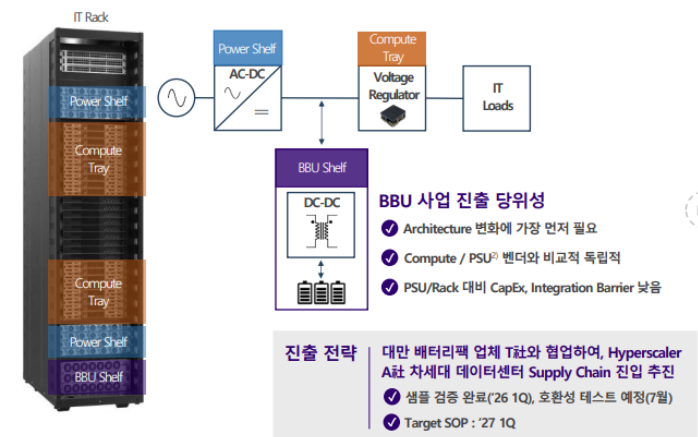 IT Rack
Power Shelf
Compute
Tray
Compute
Tray
Power Shelf
BBU Shelf
Power Shelf
AC-DC
Compute
Tray
Voltage
Regulator
IT
Loads
BBU Shelf
DC-DC
BBU 사업 진출 당위성
Architecture 변화에 가장 먼저 필요
Compute / PSU2) 벤더와 비교적 독립적
PSU/Rack 대비 CapEx, Integration Barrier 낮음
진출 전략
대만 배터리팩 업체 T社와 협업하여, Hyperscaler
A社 차세대 데이터센터 Supply Chain 진입 추진
샘플 검증 완료('26 1Q), 호환성 테스트 예정(7월)
Target SOP : '27 1Q